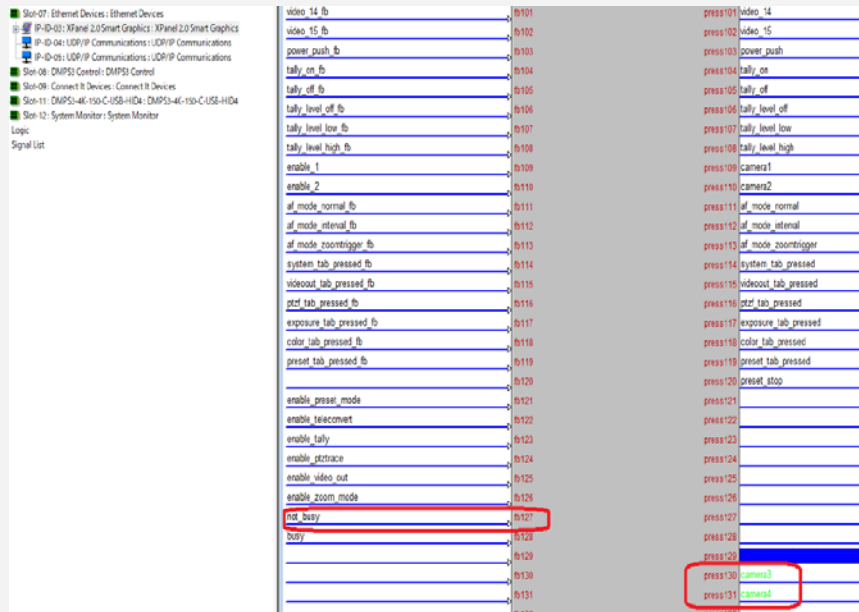 Slot-07: Ethernet Devices : Ethernet Devices
IP-ID-03: XPanel 2.0 Smart Graphics : XPanel 2.0 Smart Graphics
IP-ID-04: UDP/IP Communications : UDP/IP Communications
IP-ID-05: UDP/IP Communications : UDP/IP Communications
Slot-08: DMPS3 Control : DMPS3 Control
Slot-09: Connect It Devices : Connect It Devices
Slot-11: DMPS3-4K-150-C-USB-HID4 : DMPS3-4K-150-C-USB-HID4
Slot-12: System Monitor : System Monitor
Logic
Signal List
video_14_fb fb101 press101 video_14
video_15_fb fb102 press102 video_15
power_push_fb fb103 press103 power_push
tally_on_fb fb104 press104 tally_on
tally_off_fb fb105 press105 tally_off
tally_level_off_fb fb106 press106 tally_level_off
tally_level_low_fb fb107 press107 tally_level_low
tally_level_high_fb fb108 press108 tally_level_high
enable_1 fb109 press109 camera1
enable_2 fb110 press110 camera2
af_mode_normal_fb fb111 press111 af_mode_normal
af_mode_interval_fb fb112 press112 af_mode_interval
af_mode_zoomtrigger_fb fb113 press113 af_mode_zoomtrigger
system_tab_pressed_fb fb114 press114 system_tab_pressed
videoout_tab_pressed_fb fb115 press115 videoout_tab_pressed
ptzf_tab_pressed_fb fb116 press116 ptzf_tab_pressed
exposure_tab_pressed_fb fb117 press117 exposure_tab_pressed
color_tab_pressed_fb fb118 press118 color_tab_pressed
preset_tab_pressed_fb fb119 press119 preset_tab_pressed
fb120 press120 preset_stop
enable_preset_mode fb121 press121
enable_teleconvert fb122 press122
enable_tally fb123 press123
enable_ptztrace fb124 press124
enable_video_out fb125 press125
enable_zoom_mode fb126 press126
not_busy fb127 press127
busy fb128 press128
fb129 press129
fb130 press130 camera3
fb131 press131 camera4